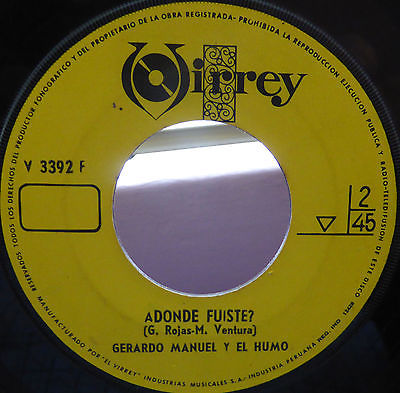 TODOS LOS DERECHOS DEL PRODUCTOR FONOGRAFICO Y DEL PROPIETARIO DE LA OBRA REGISTRADA-PROHIBIDA LA REPRODUCCION EJECUCION PUBLICA Y RADIO-TELEDIFUSION DE ESTE DISCO
Virrey
V 3392 F
2
45
ADONDE FUISTE?
(G. Rojas-M. Ventura)
GERARDO MANUEL Y EL HUMO
RESERVADOS MANUFACTURADO POR "EL VIRREY" INDUSTRIAS MUSICALES S.A.- INDUSTRIA PERUANA